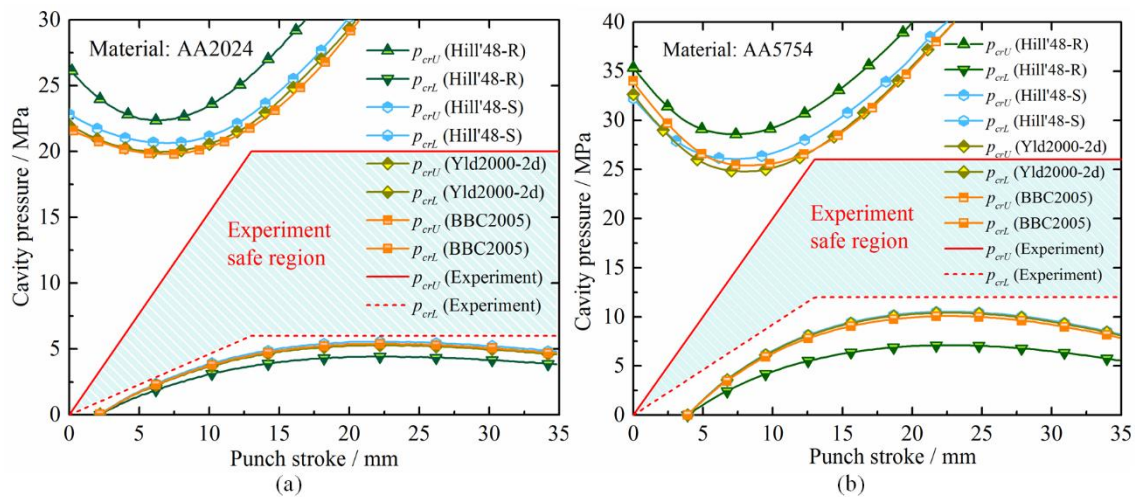 Material: AA2024
p_crU (Hill'48-R)
p_crL (Hill'48-R)
p_crU (Hill'48-S)
p_crL (Hill'48-S)
p_crU (Yld2000-2d)
p_crL (Yld2000-2d)
p_crU (BBC2005)
p_crL (BBC2005)
p_crU (Experiment)
p_crL (Experiment)
Experiment
safe region
Cavity pressure / MPa
30
25
20
15
10
5
0
0 5 10 15 20 25 30 35
Punch stroke / mm
(a)
Material: AA5754
p_crU (Hill'48-R)
p_crL (Hill'48-R)
p_crU (Hill'48-S)
p_crL (Hill'48-S)
p_crU (Yld2000-2d)
p_crL (Yld2000-2d)
p_crU (BBC2005)
p_crL (BBC2005)
p_crU (Experiment)
p_crL (Experiment)
Experiment
safe region
Cavity pressure / MPa
40
35
30
25
20
15
10
5
0
0 5 10 15 20 25 30 35
Punch stroke / mm
(b)